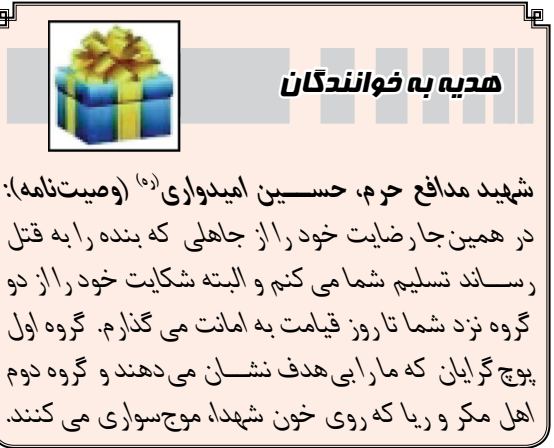 هدیه به خوانندگان
شهید مدافع حرم، حســـین امیدواری(ره) (وصیت‌نامه):
در همین‌جا رضایت خود را از جاهلی که بنده را به قتل
رســـاند تسلیم شما می کنم و البته شکایت خود را از دو
گروه نزد شما تا روز قیامت به امانت می گذارم. گروه اول
پوچ گرایان که ما را بی‌هدف نشـــان می‌دهند و گروه دوم
اهل مکر و ریا که روی خون شهدا، موج‌سواری می کنند.